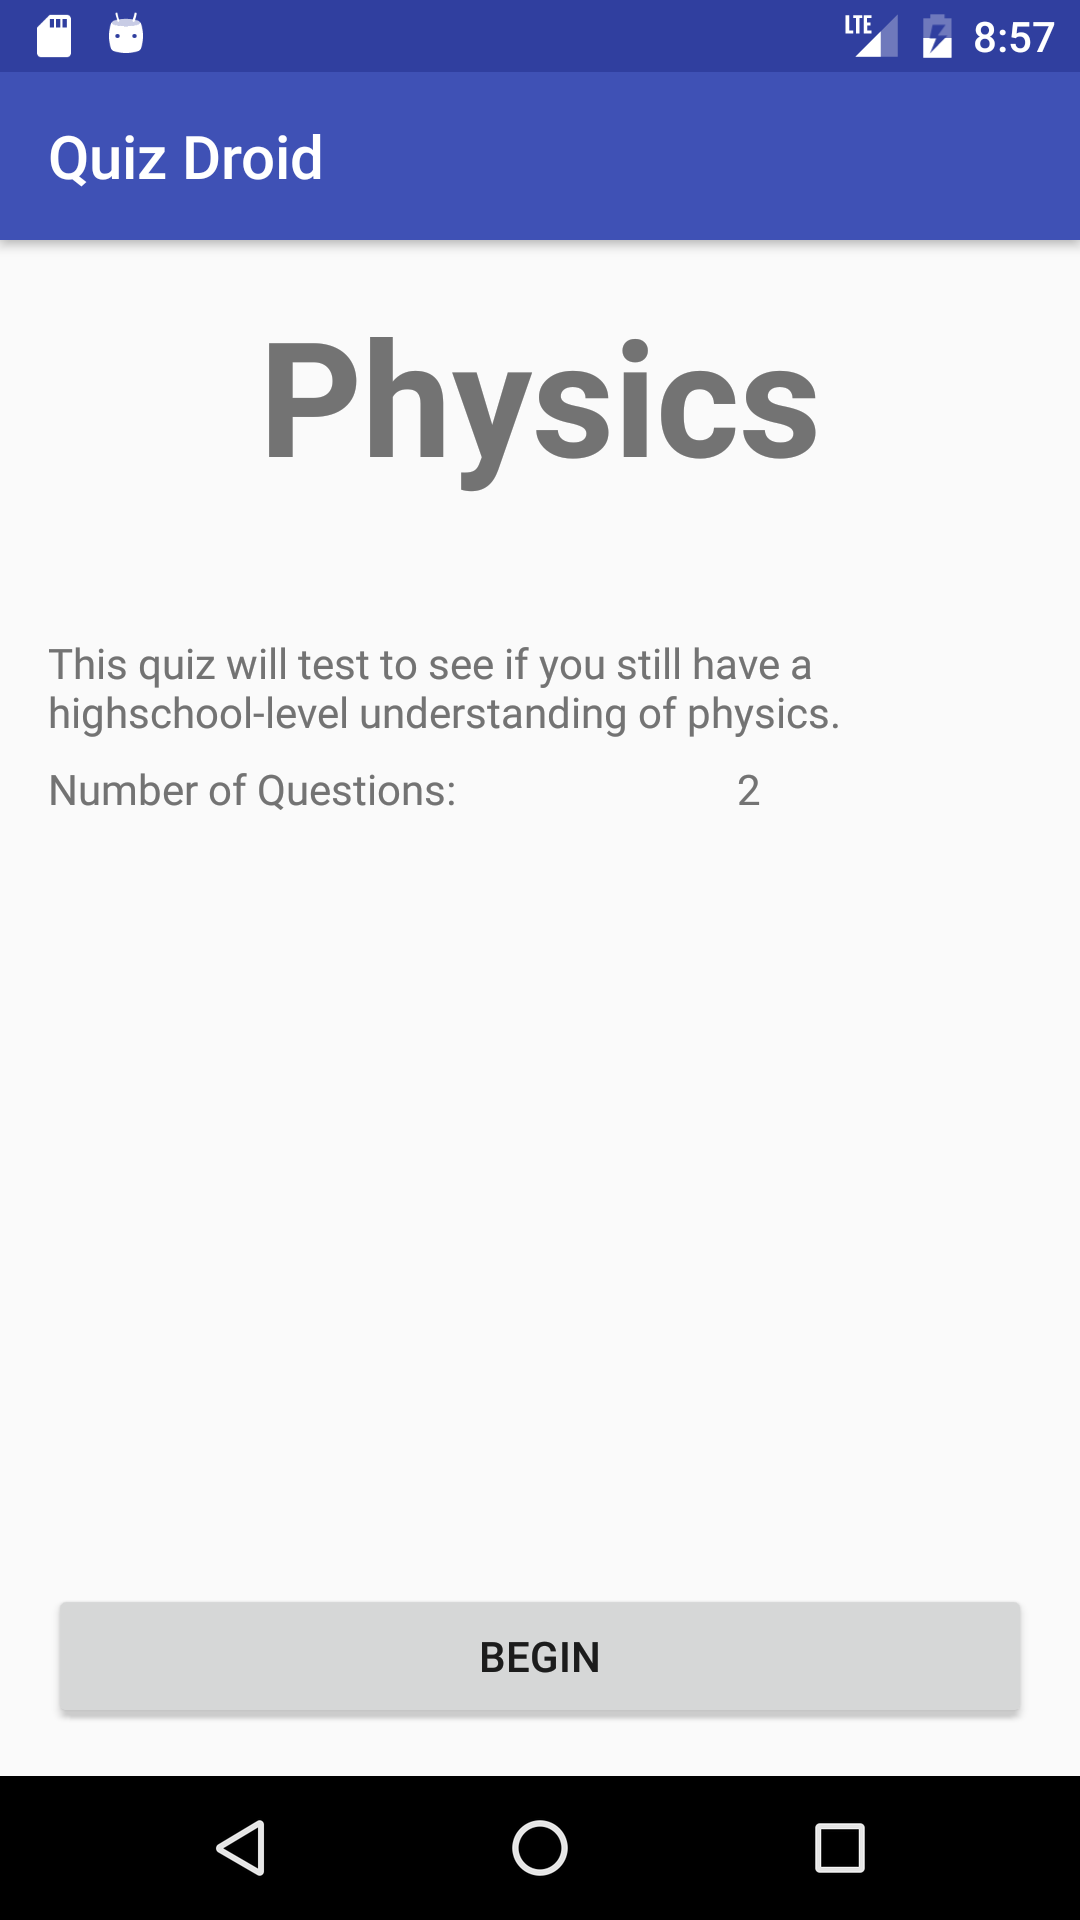 LTE 8:57
Quiz Droid
Physics
This quiz will test to see if you still have a
highschool-level understanding of physics.
Number of Questions: 2
BEGIN